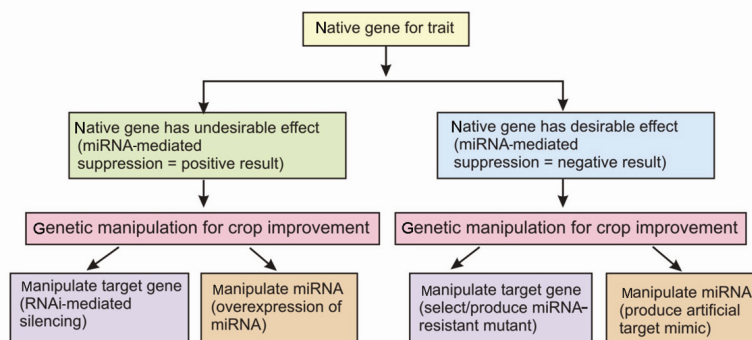 Native gene for trait
Native gene has undesirable effect
(miRNA-mediated
suppression = positive result)
Native gene has desirable effect
(miRNA-mediated
suppression = negative result)
Genetic manipulation for crop improvement
Genetic manipulation for crop improvement
Manipulate target gene
(RNAi-mediated
silencing)
Manipulate miRNA
(overexpression of
miRNA)
Manipulate target gene
(select/produce miRNA–
resistant mutant)
Manipulate miRNA
(produce artificial
target mimic)